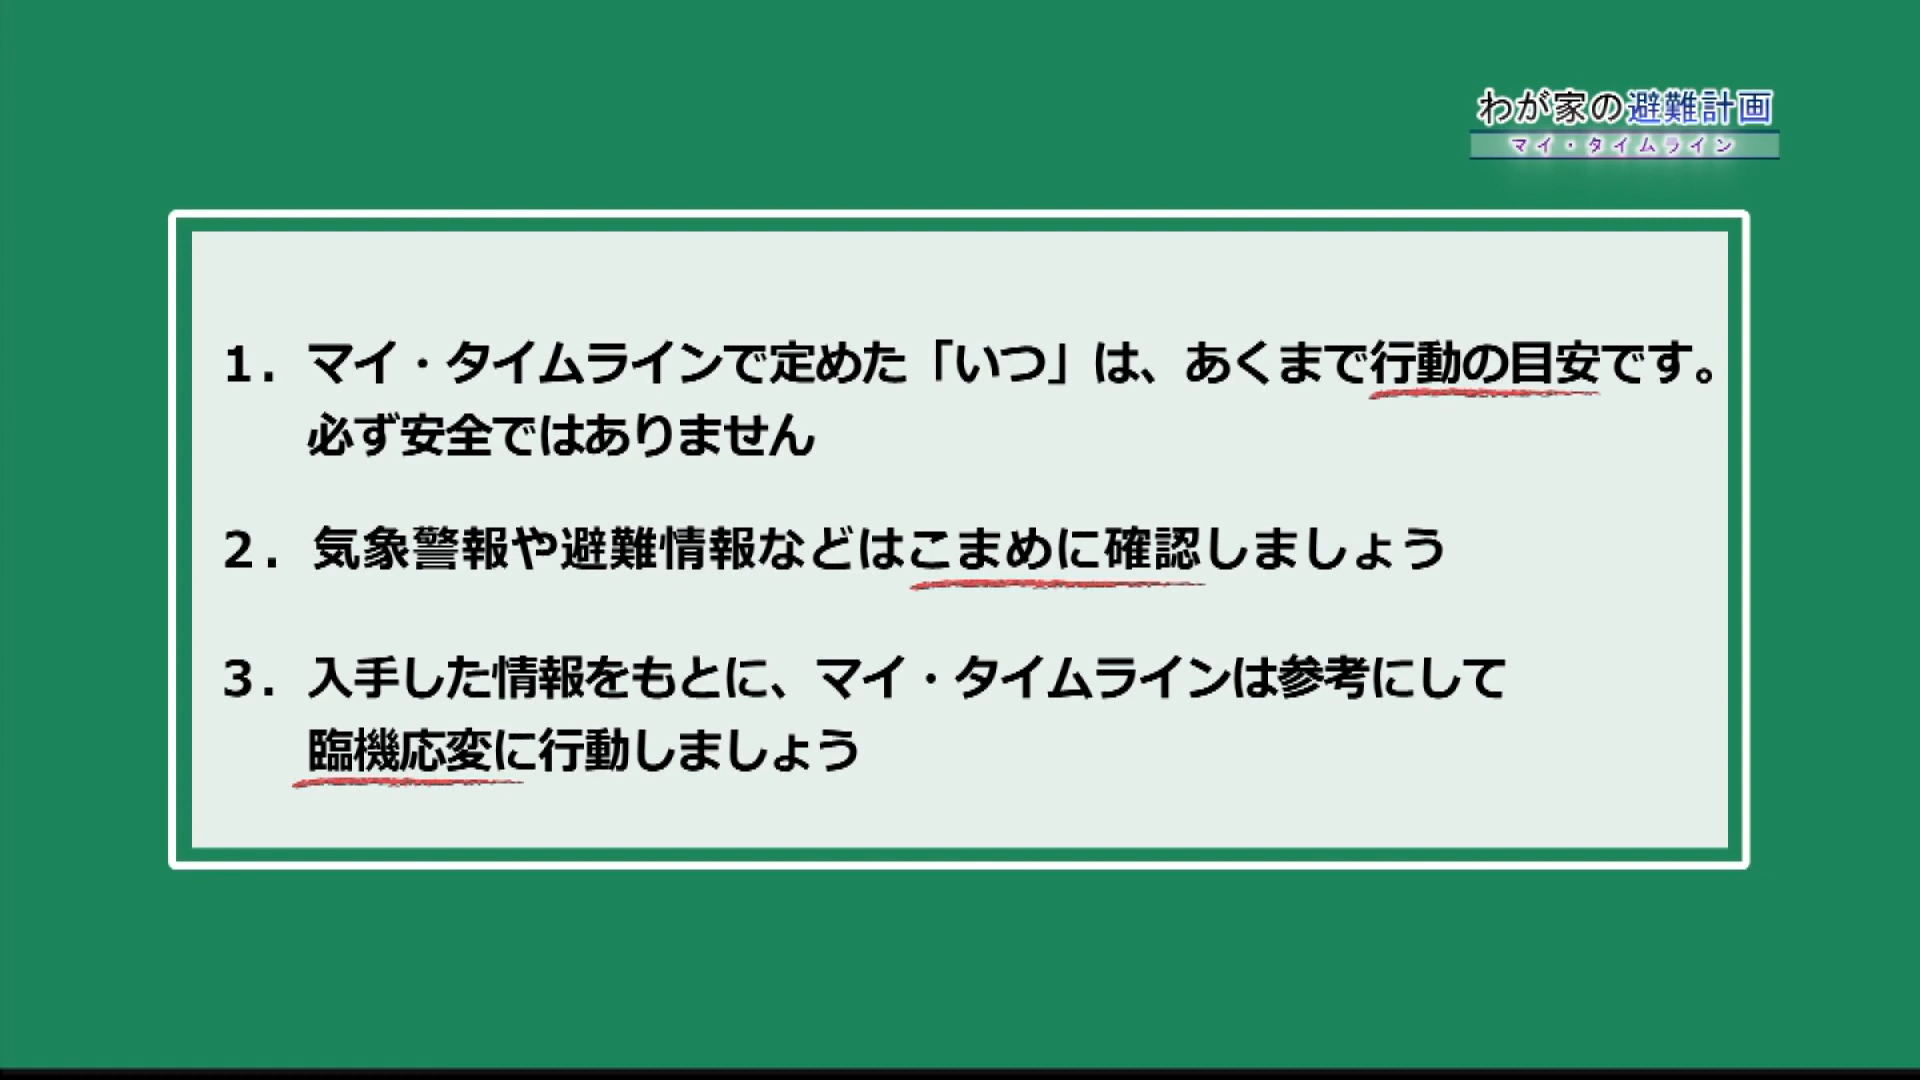 わが家の避難計画
マイ・タイムライン
１．マイ・タイムラインで定めた「いつ」は、あくまで行動の目安です。
必ず安全ではありません
２．気象警報や避難情報などはこまめに確認しましょう
３．入手した情報をもとに、マイ・タイムラインは参考にして
臨機応変に行動しましょう